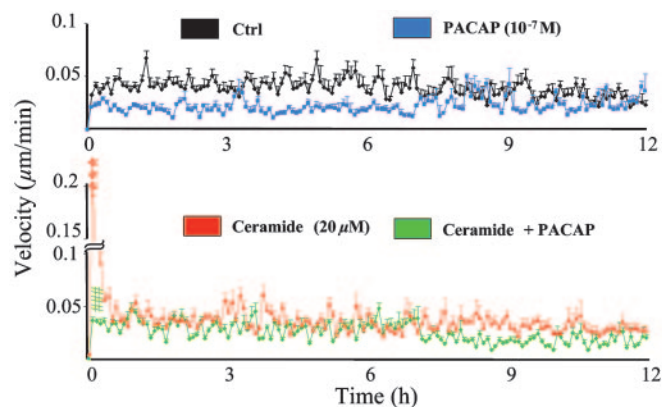 0.1
Ctrl
PACAP (10⁻⁷ M)
0.05
0 3 6 9 12
Velocity (µm/min)
0.2
0.15
Ceramide (20 µM)
Ceramide + PACAP
0.1
0.05
0 3 6 9 12
Time (h)